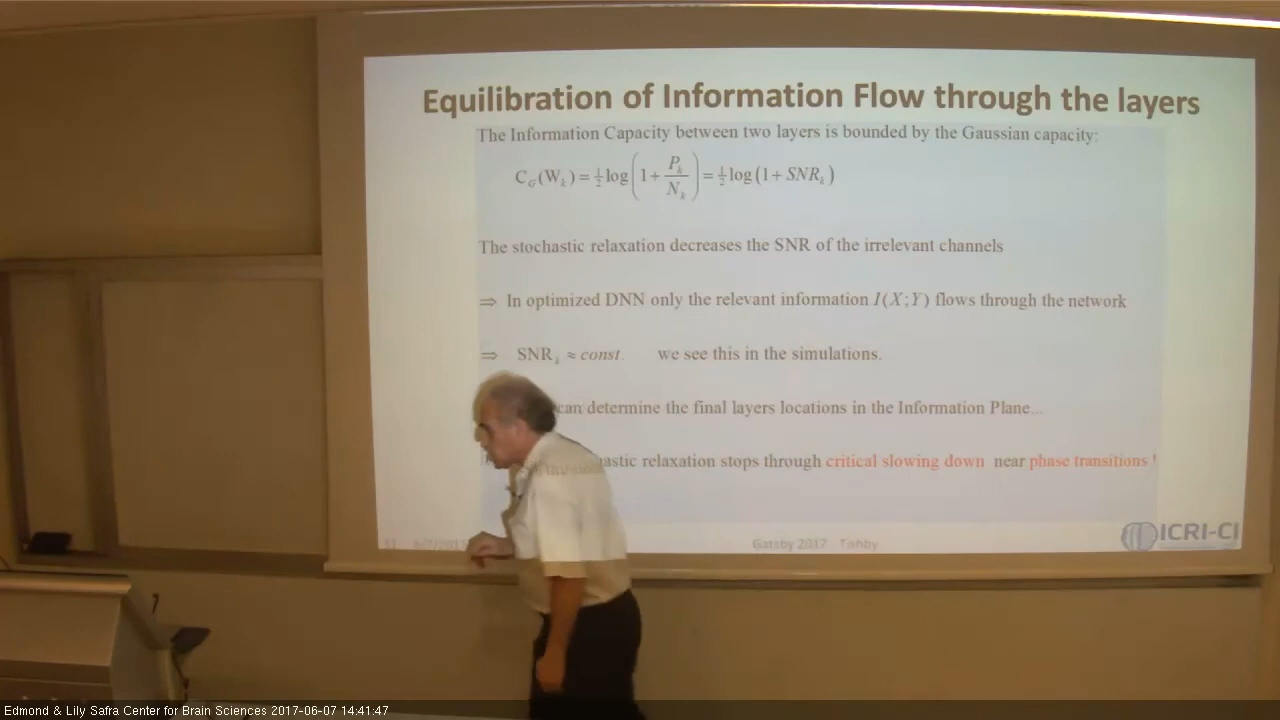 Equilibration of Information Flow through the layers
The Information Capacity between two layers is bounded by the Gaussian capacity:
C_G(W_k) = ½ log(1 + P_k/N_k) = ½ log(1 + SNR_k)
The stochastic relaxation decreases the SNR of the irrelevant channels
⇒ In optimized DNN only the relevant information I(X;Y) flows through the network
⇒ SNR_k ≈ const. we see this in the simulations.
can determine the final layers locations in the Information Plane...
relaxation stops through critical slowing down near phase transitions !
51 6/7/2017 Gatsby 2017 Tishby
ICRI-CI
Edmond & Lily Safra Center for Brain Sciences 2017-06-07 14:41:47